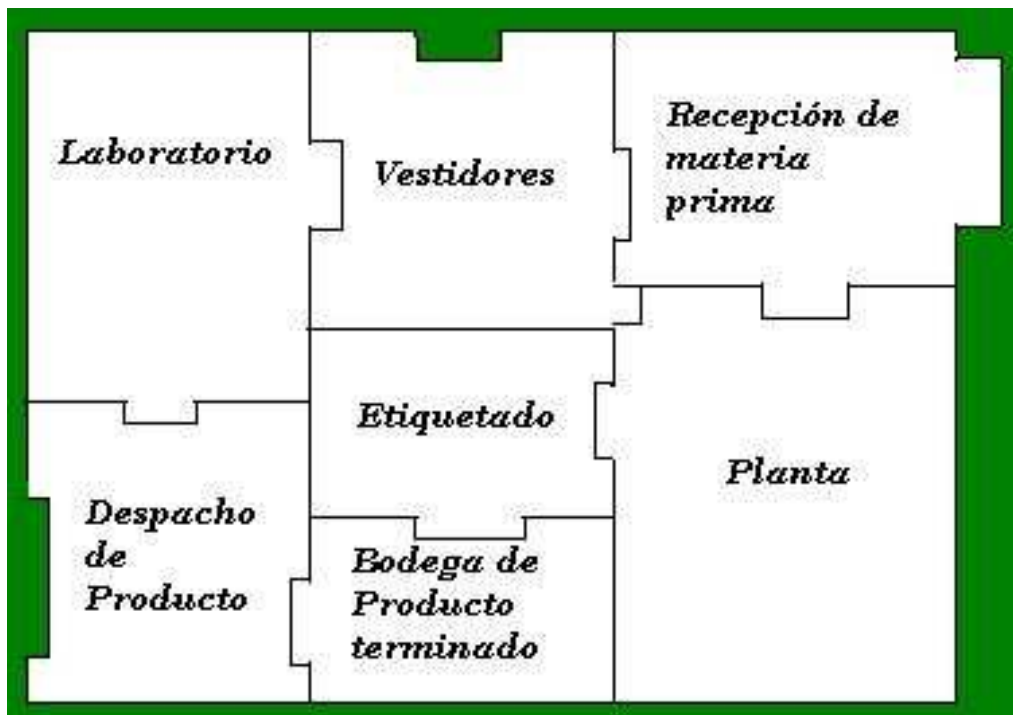 Laboratorio
Vestidores
Recepción de
materia
prima
Etiquetado
Planta
Despacho
de
Producto
Bodega de
Producto
terminado